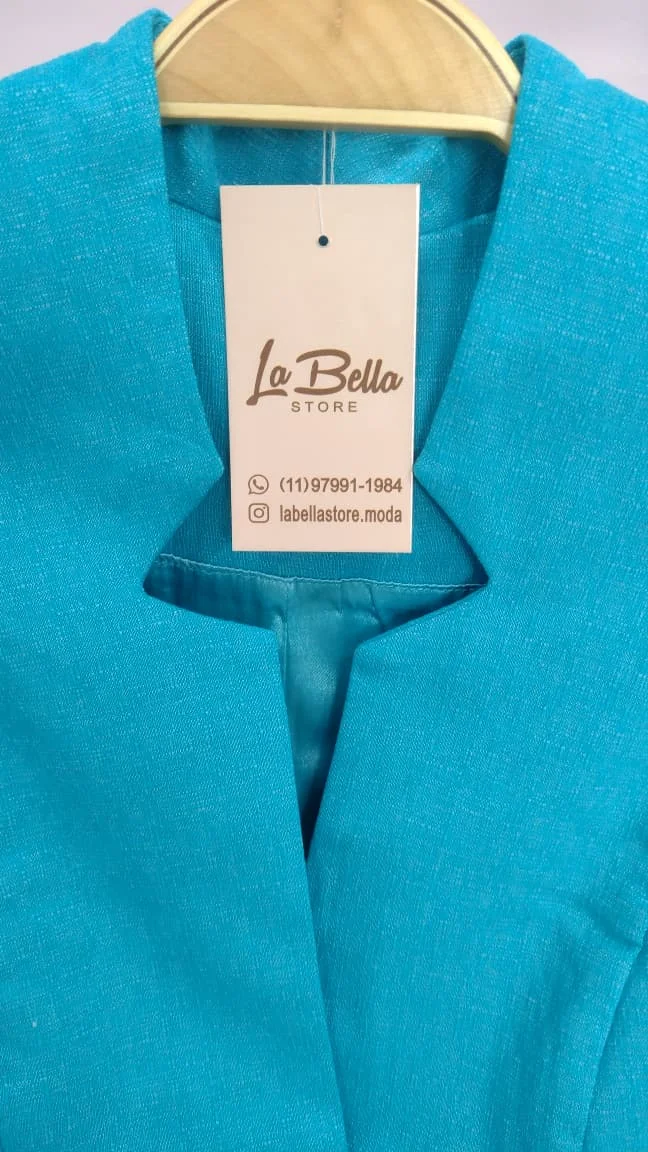 La Bella
STORE
(11)97991-1984
labellastore.moda